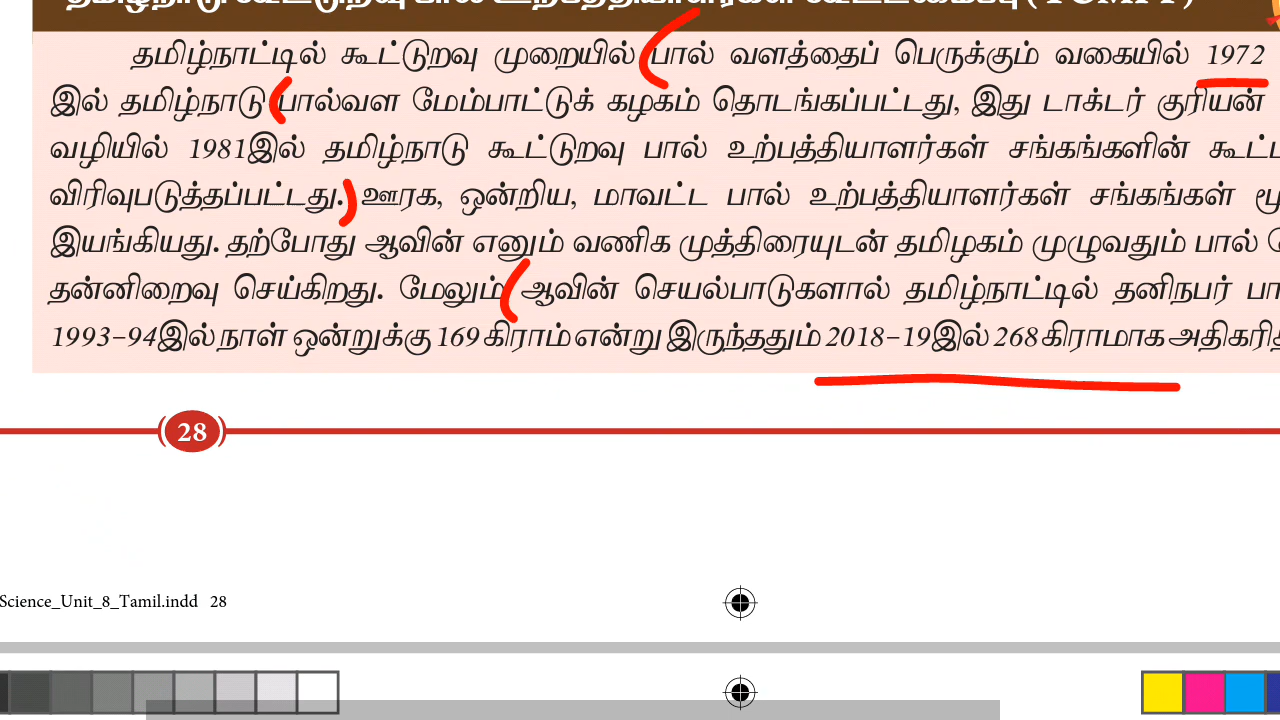 தமிழ்நாட்டில் கூட்டுறவு முறையில் பால் வளத்தைப் பெருக்கும் வகையில் 1972
இல் தமிழ்நாடு பால்வள மேம்பாட்டுக் கழகம் தொடங்கப்பட்டது, இது டாக்டர் குரியன்
வழியில் 1981இல் தமிழ்நாடு கூட்டுறவு பால் உற்பத்தியாளர்கள் சங்கங்களின்
விரிவுபடுத்தப்பட்டது. ஊரக, ஒன்றிய, மாவட்ட பால் உற்பத்தியாளர்கள் சங்கங்கள்
இயங்கியது. தற்போது ஆவின் எனும் வணிக முத்திரையுடன் தமிழகம் முழுவதும் பால்
தன்னிறைவு செய்கிறது. மேலும் ஆவின் செயல்பாடுகளால் தமிழ்நாட்டில் தனிநபர்
1993–94இல் நாள் ஒன்றுக்கு 169 கிராம் என்று இருந்ததும் 2018–19இல் 268 கிராமாக
28
Science_Unit_8_Tamil.indd 28